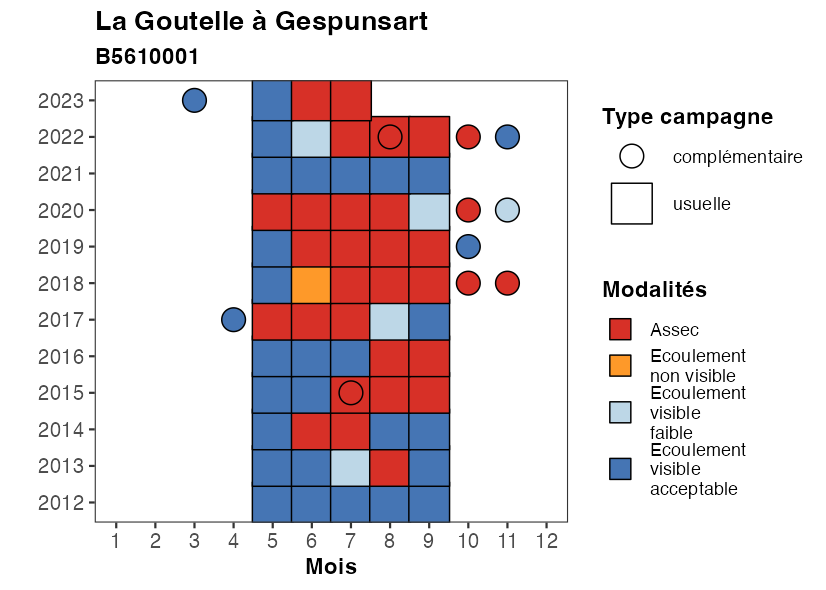 La Goutelle à Gespunsart
B5610001
2023
2022
2021
2020
2019
2018
2017
2016
2015
2014
2013
2012
1 2 3 4 5 6 7 8 9 10 11 12
Mois
Type campagne
complémentaire
usuelle
Modalités
Assec
Ecoulement
non visible
Ecoulement
visible
faible
Ecoulement
visible
acceptable